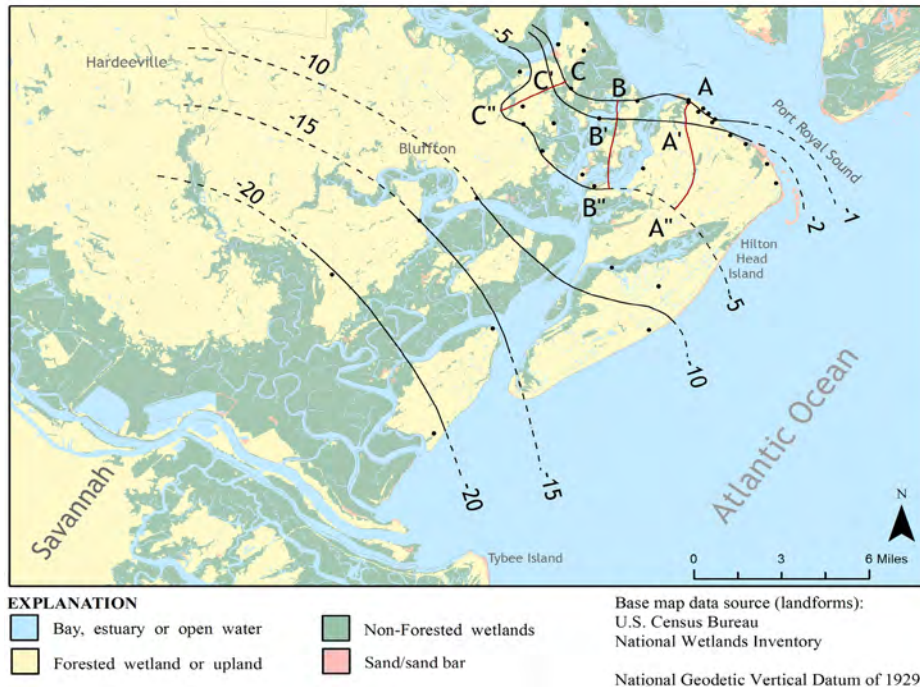 -5
Hardeeville
-10
C'
C
C"
B
A
B'
A'
Port Royal Sound
-15
Bluffton
-20
B"
A"
-1
-2
Hilton
Head
Island
-5
-10
Atlantic Ocean
Savannah
-20
-15
N
Tybee Island
0 3 6 Miles
EXPLANATION
Bay, estuary or open water
Forested wetland or upland
Non-Forested wetlands
Sand/sand bar
Base map data source (landforms):
U.S. Census Bureau
National Wetlands Inventory
National Geodetic Vertical Datum of 1929